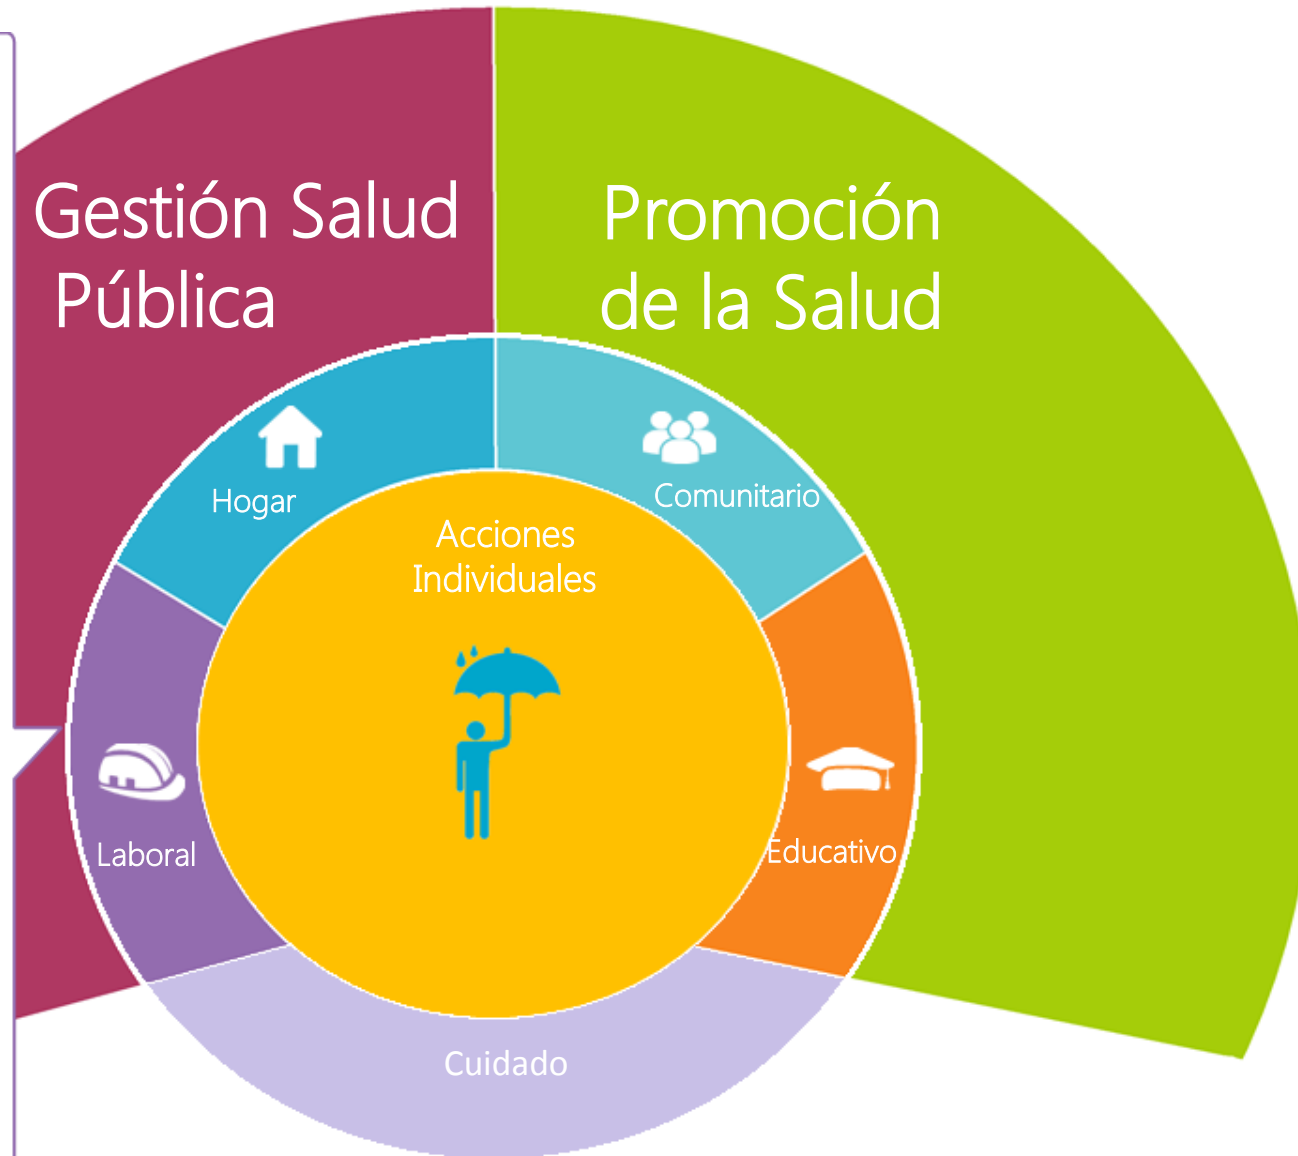 Gestión Salud
Pública
Promoción
de la Salud
Hogar
Comunitario
Acciones
Individuales
Laboral
Educativo
Cuidado